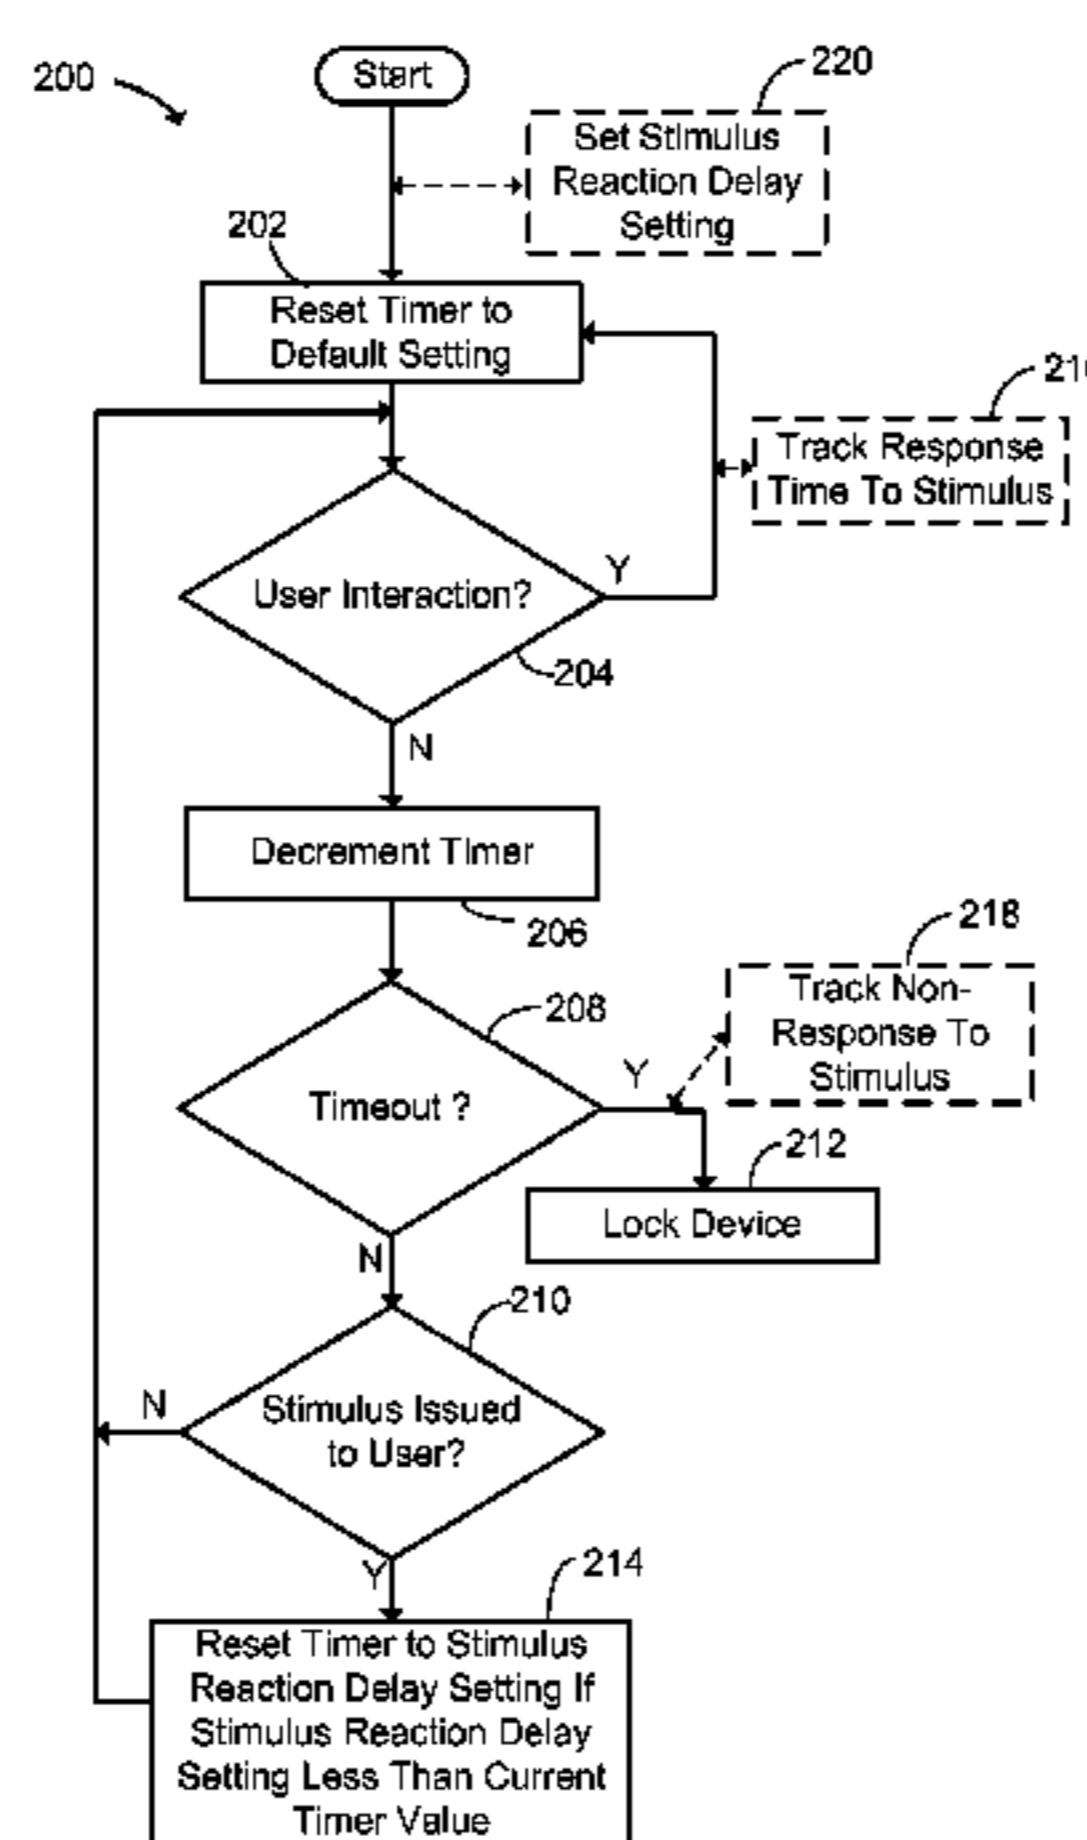 200
Start
220
Set Stimulus
Reaction Delay
Setting
202
Reset Timer to
Default Setting
Track Response
Time To Stimulus
User Interaction?
Y
204
N
Decrement Timer
206
218
Track Non-
Response To
Stimulus
208
Timeout ?
Y
212
Lock Device
N
210
Stimulus Issued
to User?
N
Y
214
Reset Timer to Stimulus
Reaction Delay Setting If
Stimulus Reaction Delay
Setting Less Than Current
Timer Value